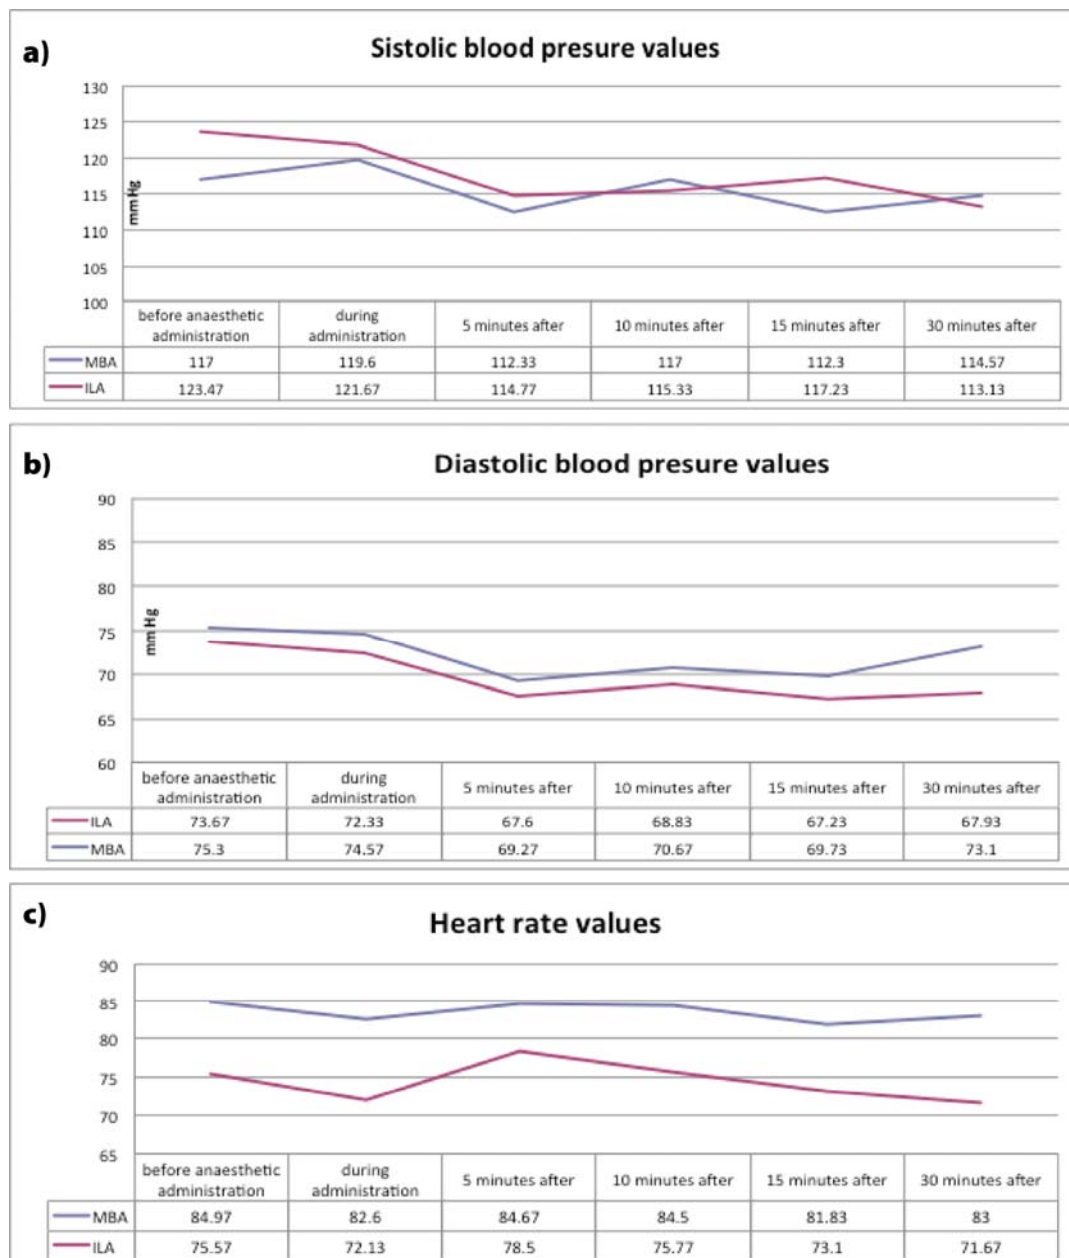 a)
Sistolic blood presure values
130
125
120
115
110
105
100
mm Hg
before anaesthetic administration during administration 5 minutes after 10 minutes after 15 minutes after 30 minutes after
MBA 117 119.6 112.33 117 112.3 114.57
ILA 123.47 121.67 114.77 115.33 117.23 113.13
b)
Diastolic blood presure values
90
85
80
75
70
65
60
mm Hg
before anaesthetic administration during administration 5 minutes after 10 minutes after 15 minutes after 30 minutes after
ILA 73.67 72.33 67.6 68.83 67.23 67.93
MBA 75.3 74.57 69.27 70.67 69.73 73.1
c)
Heart rate values
90
85
80
75
70
65
before anaesthetic administration during administration 5 minutes after 10 minutes after 15 minutes after 30 minutes after
MBA 84.97 82.6 84.67 84.5 81.83 83
ILA 75.57 72.13 78.5 75.77 73.1 71.67